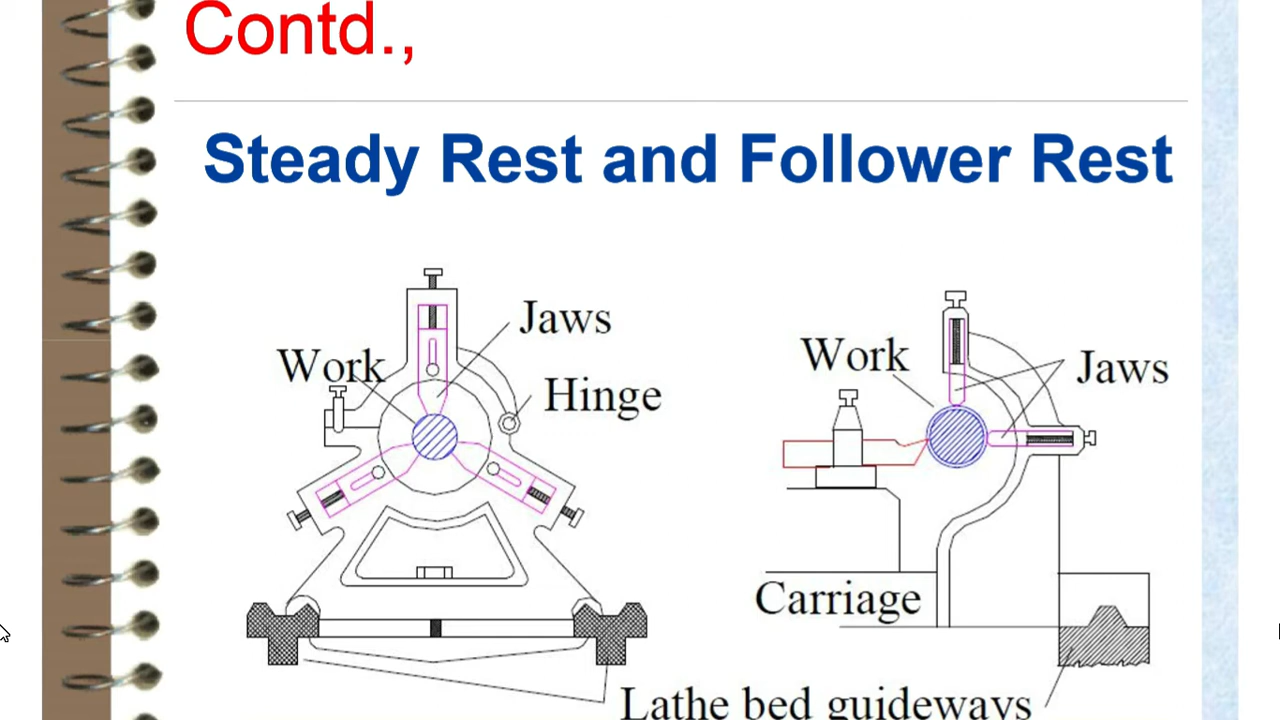 Contd.,
Steady Rest and Follower Rest
Jaws
Work
Hinge
Work
Jaws
Carriage
Lathe bed guideways